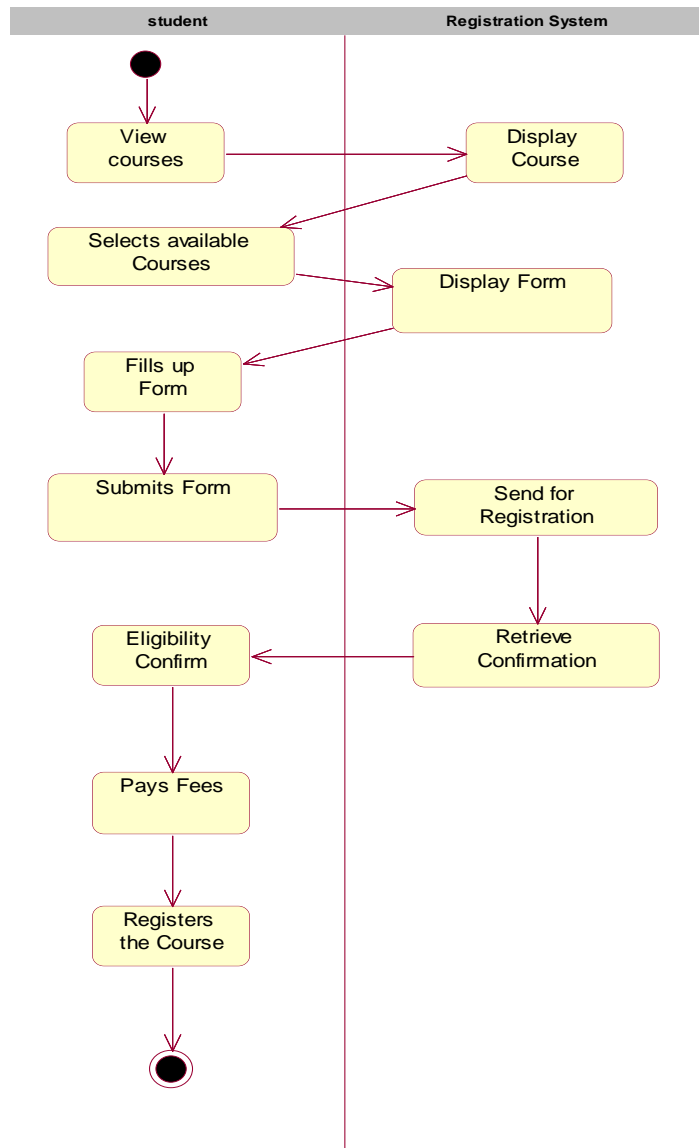 student
Registration System
View
courses
Display
Course
Selects available
Courses
Display Form
Fills up
Form
Submits Form
Send for
Registration
Retrieve
Confirmation
Eligibility
Confirm
Pays Fees
Registers
the Course